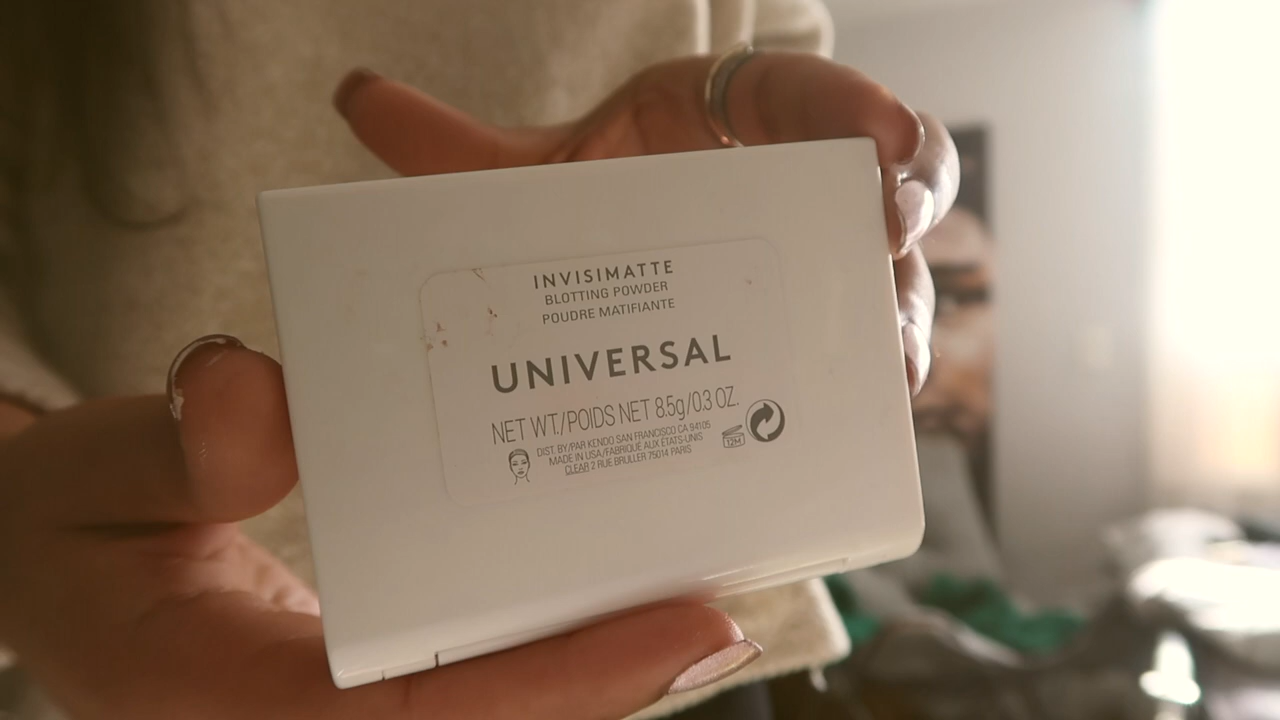 INVISIMATTE
BLOTTING POWDER
POUDRE MATIFIANTE
UNIVERSAL
NET WT./POIDS NET 8.5g/0.3 OZ.
DIST. BY/PAR KENDO SAN FRANCISCO CA 94105
MADE IN USA/FABRIQUÉ AUX ÉTATS-UNIS
CLEAR 2 RUE BRULLER 75014 PARIS
12M